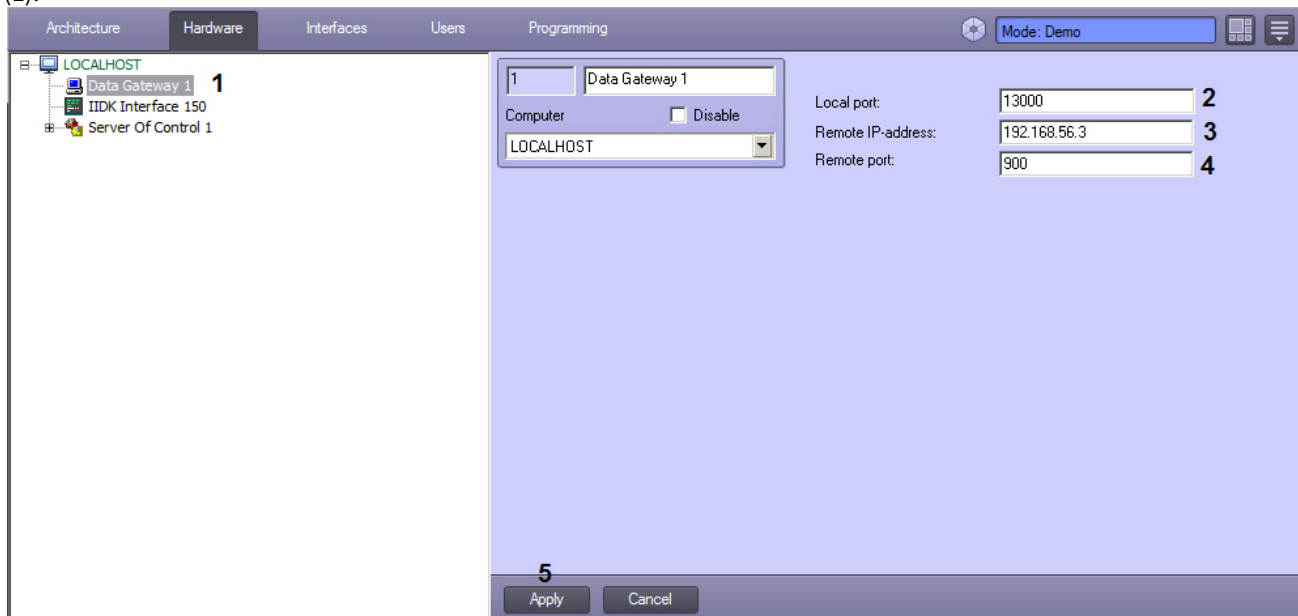 (1).
Architecture Hardware Interfaces Users Programming Mode: Demo
LOCALHOST
Data Gateway 1 1
IIDK Interface 150
Server Of Control 1
1 Data Gateway 1
Computer Disable
LOCALHOST
Local port: 13000 2
Remote IP-address: 192.168.56.3 3
Remote port: 900 4
5
Apply Cancel